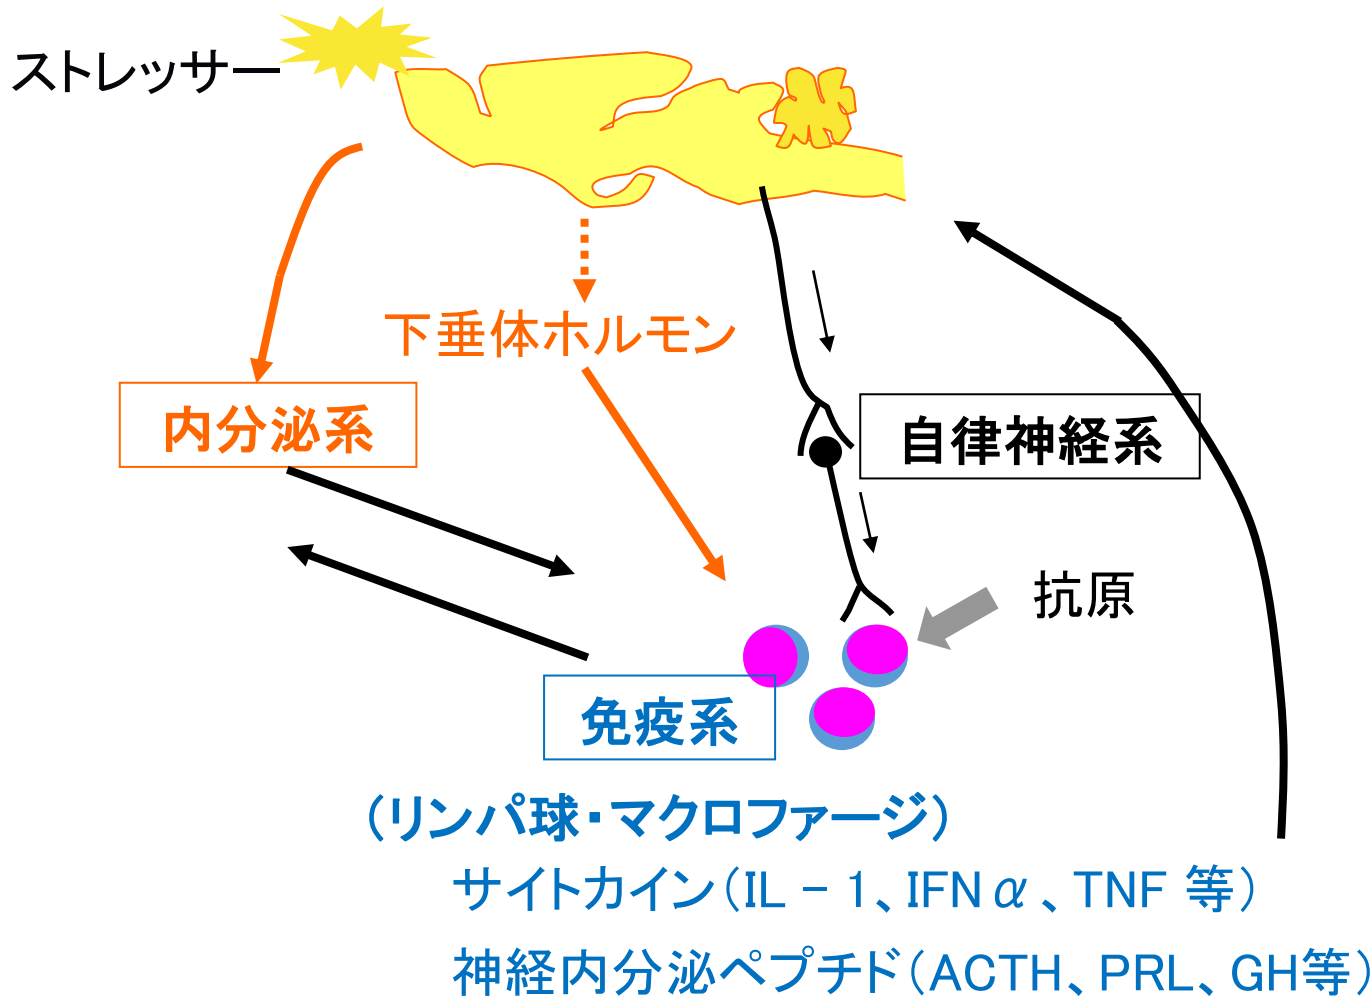 ストレッサー
下垂体ホルモン
内分泌系
自律神経系
抗原
免疫系
（リンパ球・マクロファージ）
サイトカイン（IL－1、IFNα、TNF 等）
神経内分泌ペプチド（ACTH、PRL、GH等）